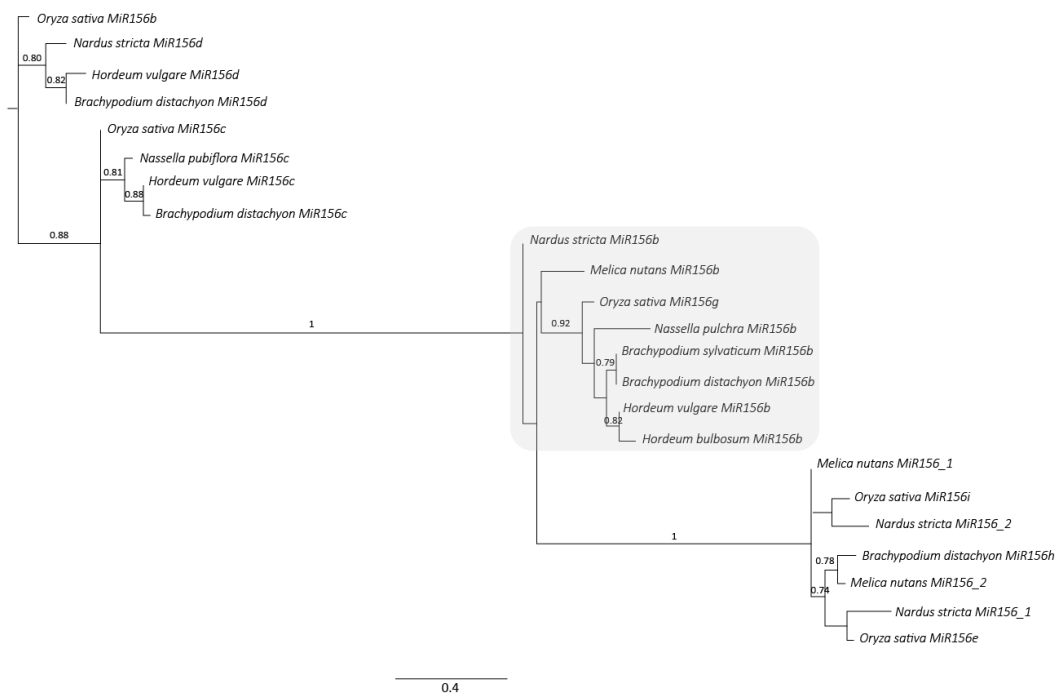 Oryza sativa MiR156b
Nardus stricta MiR156d
0.80
Hordeum vulgare MiR156d
0.82
Brachypodium distachyon MiR156d
Oryza sativa MiR156c
Nassella pubiflora MiR156c
0.81
Hordeum vulgare MiR156c
0.88
Brachypodium distachyon MiR156c
0.88
Nardus stricta MiR156b
Melica nutans MiR156b
Oryza sativa MiR156g
0.92
1
Nassella pulchra MiR156b
Brachypodium sylvaticum MiR156b
0.79
Brachypodium distachyon MiR156b
Hordeum vulgare MiR156b
0.82
Hordeum bulbosum MiR156b
Melica nutans MiR156_1
Oryza sativa MiR156i
Nardus stricta MiR156_2
1
Brachypodium distachyon MiR156h
0.78
Melica nutans MiR156_2
0.74
Nardus stricta MiR156_1
Oryza sativa MiR156e
0.4